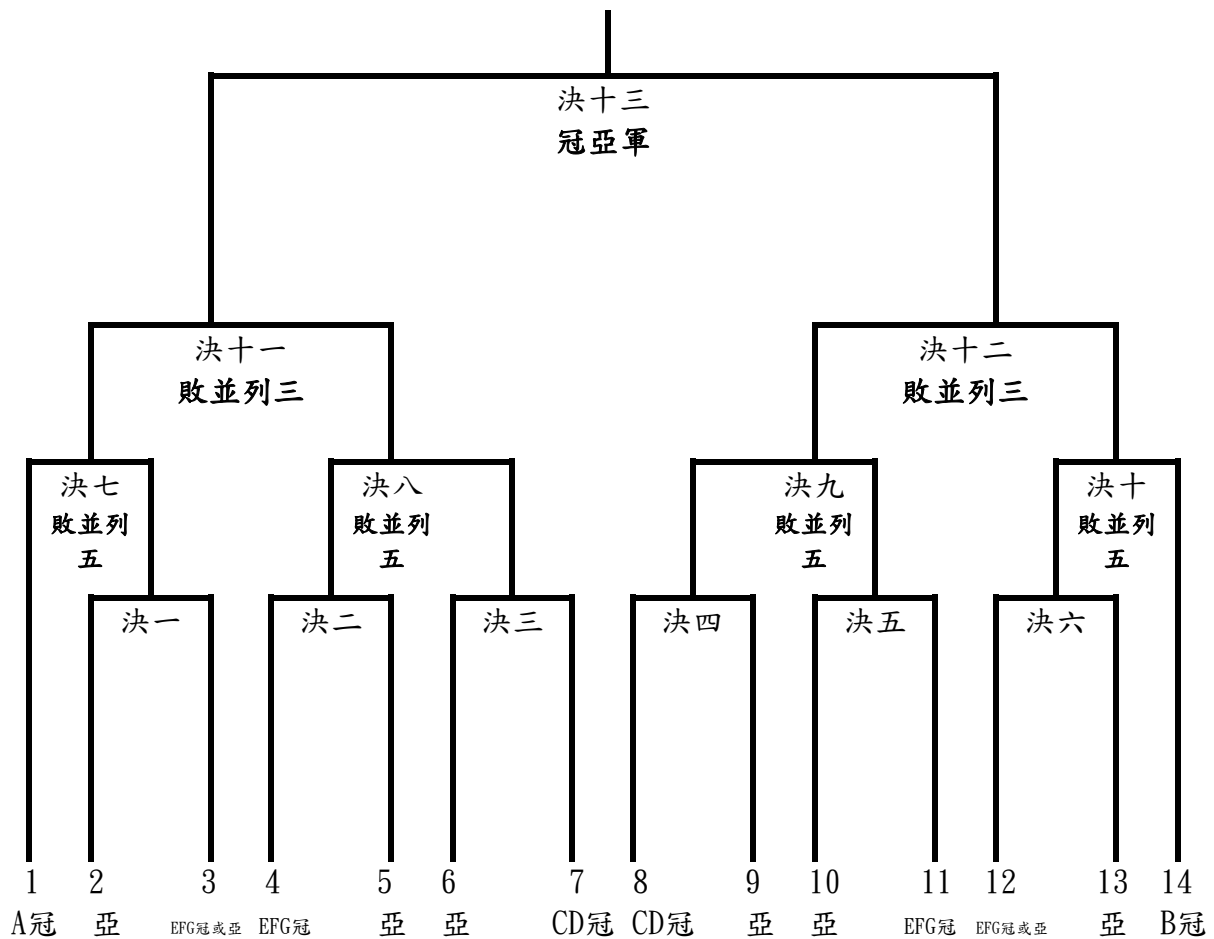 決十三
冠亞軍
決十一 決十二
敗並列三 敗並列三
決七 決八 決九 決十
敗並列 敗並列 敗並列 敗並列
五 五 五 五
決一 決二 決三 決四 決五 決六
1 2 3 4 5 6 7 8 9 10 11 12 13 14
A冠 亞 EFG冠或亞 EFG冠 亞 亞 CD冠 CD冠 亞 亞 EFG冠 EFG冠或亞 亞 B冠